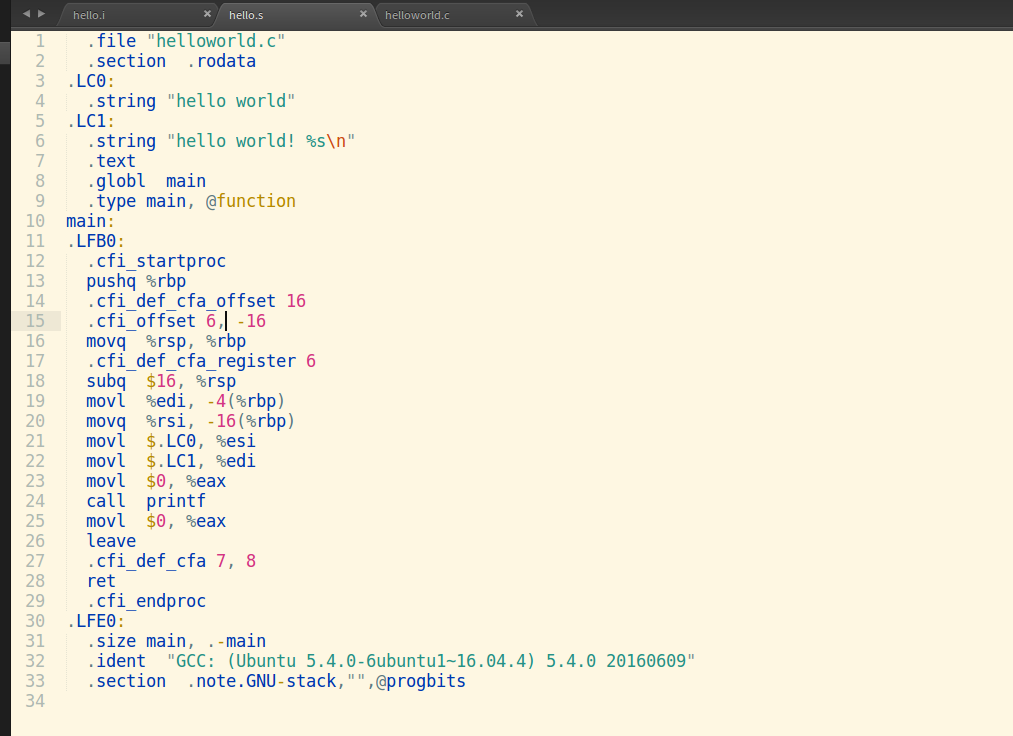 hello.i × hello.s × helloworld.c ×
1 .file "helloworld.c"
2 .section .rodata
3 .LC0:
4 .string "hello world"
5 .LC1:
6 .string "hello world! %s\n"
7 .text
8 .globl main
9 .type main, @function
10 main:
11 .LFB0:
12 .cfi_startproc
13 pushq %rbp
14 .cfi_def_cfa_offset 16
15 .cfi_offset 6, -16
16 movq %rsp, %rbp
17 .cfi_def_cfa_register 6
18 subq $16, %rsp
19 movl %edi, -4(%rbp)
20 movq %rsi, -16(%rbp)
21 movl $.LC0, %esi
22 movl $.LC1, %edi
23 movl $0, %eax
24 call printf
25 movl $0, %eax
26 leave
27 .cfi_def_cfa 7, 8
28 ret
29 .cfi_endproc
30 .LFE0:
31 .size main, .-main
32 .ident "GCC: (Ubuntu 5.4.0-6ubuntu1~16.04.4) 5.4.0 20160609"
33 .section .note.GNU-stack,"",@progbits
34